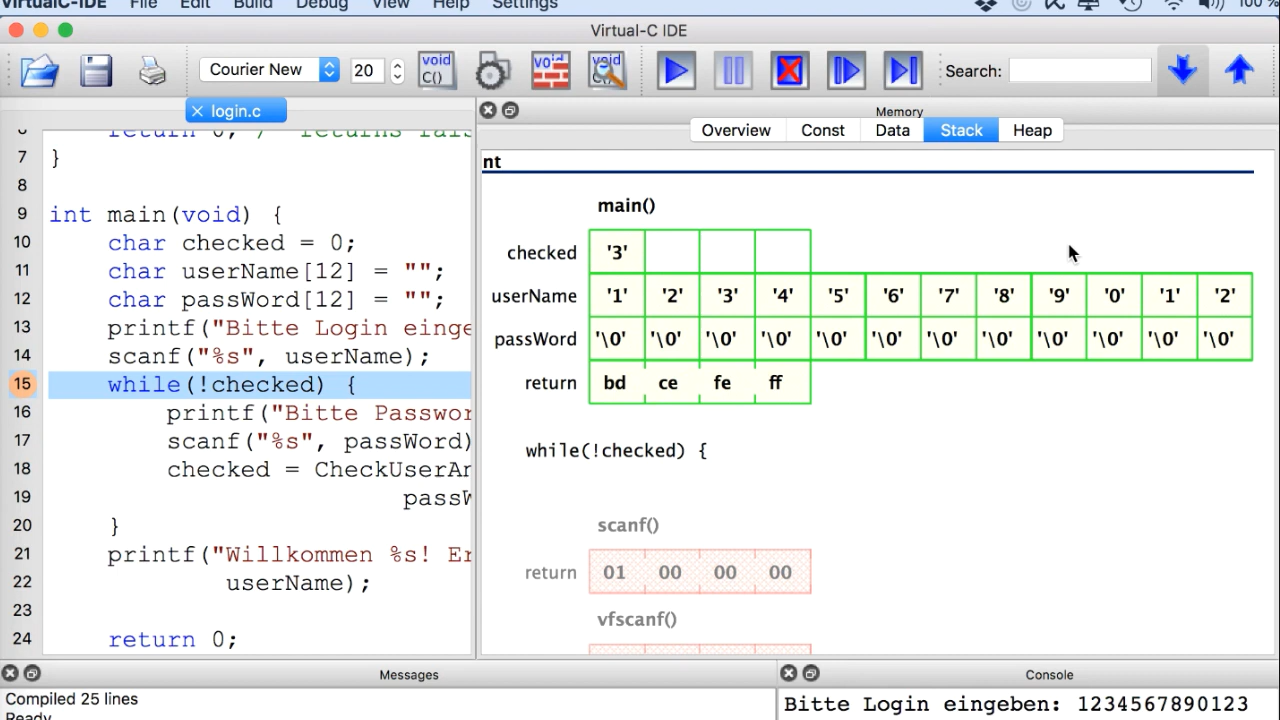 VirtualC-IDE File Edit Build Debug View Help Settings 100 %
Virtual-C IDE
Courier New 20 void C() void void C() Search:
login.c
Memory
Overview Const Data Stack Heap
nt
7 }
8
9 int main(void) {
10 char checked = 0;
11 char userName[12] = "";
12 char passWord[12] = "";
13 printf("Bitte Login einge
14 scanf("%s", userName);
15 while(!checked) {
16 printf("Bitte Passwor
17 scanf("%s", passWord)
18 checked = CheckUserAn
19 passW
20 }
21 printf("Willkommen %s! Er
22 userName);
23
24 return 0;
main()
checked '3'
userName '1' '2' '3' '4' '5' '6' '7' '8' '9' '0' '1' '2'
passWord '\0' '\0' '\0' '\0' '\0' '\0' '\0' '\0' '\0' '\0' '\0' '\0'
return bd ce fe ff
while(!checked) {
scanf()
return 01 00 00 00
vfscanf()
Messages
Compiled 25 lines
Ready
Console
Bitte Login eingeben: 1234567890123